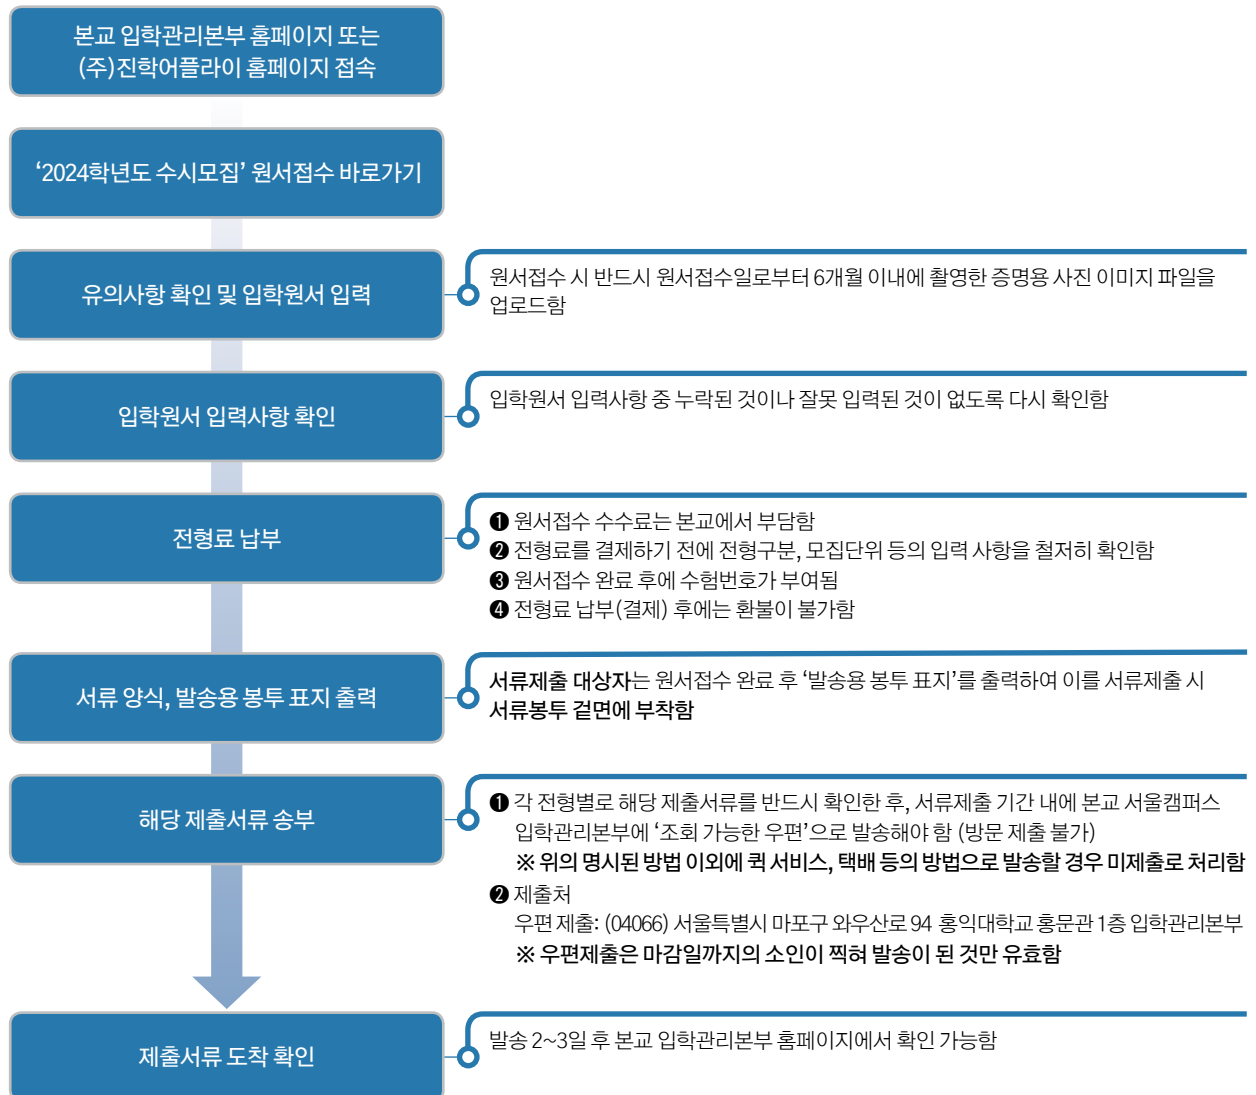 본교 입학관리본부 홈페이지 또는
(주)진학어플라이 홈페이지 접속
‘2024학년도 수시모집’ 원서접수 바로가기
유의사항 확인 및 입학원서 입력
원서접수 시 반드시 원서접수일로부터 6개월 이내에 촬영한 증명용 사진 이미지 파일을
업로드함
입학원서 입력사항 확인
입학원서 입력사항 중 누락된 것이나 잘못 입력된 것이 없도록 다시 확인함
전형료 납부
❶ 원서접수 수수료는 본교에서 부담함
❷ 전형료를 결제하기 전에 전형구분, 모집단위 등의 입력 사항을 철저히 확인함
❸ 원서접수 완료 후에 수험번호가 부여됨
❹ 전형료 납부(결제) 후에는 환불이 불가함
서류 양식, 발송용 봉투 표지 출력
서류제출 대상자는 원서접수 완료 후 ‘발송용 봉투 표지’를 출력하여 이를 서류제출 시
서류봉투 겉면에 부착함
해당 제출서류 송부
❶ 각 전형별로 해당 제출서류를 반드시 확인한 후, 서류제출 기간 내에 본교 서울캠퍼스
입학관리본부에 ‘조회 가능한 우편’으로 발송해야 함 (방문 제출 불가)
※ 위의 명시된 방법 이외에 퀵 서비스, 택배 등의 방법으로 발송할 경우 미제출로 처리함
❷ 제출처
우편 제출: (04066) 서울특별시 마포구 와우산로 94 홍익대학교 홍문관 1층 입학관리본부
※ 우편제출은 마감일까지의 소인이 찍혀 발송이 된 것만 유효함
제출서류 도착 확인
발송 2~3일 후 본교 입학관리본부 홈페이지에서 확인 가능함